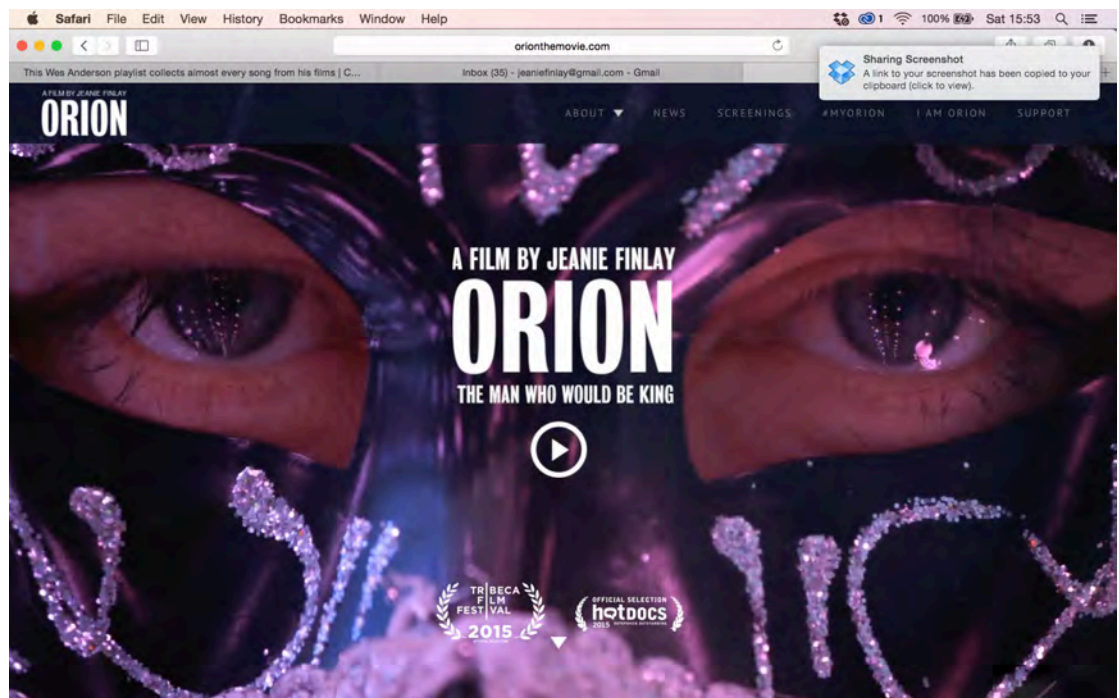 Safari File Edit View History Bookmarks Window Help 1 100% Sat 15:53
orionthemovie.com
This Wes Anderson playlist collects almost every song from his films | C...
Inbox (35) - jeaniefinlay@gmail.com - Gmail
Sharing Screenshot
A link to your screenshot has been copied to your
clipboard (click to view).
A FILM BY JEANIE FINLAY
ORION
ABOUT NEWS SCREENINGS #MYORION I AM ORION SUPPORT
A FILM BY JEANIE FINLAY
ORION
THE MAN WHO WOULD BE KING
TRIBECA
FILM
FESTIVAL
2015
OFFICIAL SELECTION
hotDOCS
2015